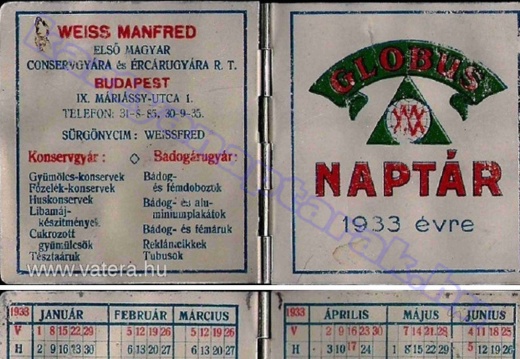 WEISS MANFRED
ELSŐ MAGYAR
CONSERVGYÁRA és ÉRCÁRUGYÁRA R. T.
BUDAPEST
IX. MÁRIÁSSY-UTCA 1.
TELEFON: 31-8-85, 30-9-35.
SÜRGÖNYCIM: WEISSFRED
Konservgyár:
Gyümölcs-konservek
Főzelék-konservek
Huskonservek
Libamáj-
készitmények
Cukrozott
gyümölcsök
Tésztaáruk
Bádogárugyár:
Bádog-
és fémdobozok
Bádog- és alu-
miniumplakátok
Bádog- és fémáruk
Reklámcikkek
Tubusok
www.vatera.hu
GLOBUS
WM
NAPTÁR
1933 évre
1933 JANUÁR FEBRUÁR MÁRCIUS
V 1 8 15 22 29 5 12 19 26 5 12 19 26
H 2 9 16 23 30 6 13 20 27 6 13 20 27
1933 ÁPRILIS MÁJUS JUNIUS
V 2 9 16 23 30 7 14 21 28 4 11 18 25
H 3 10 17 24 1 8 15 22 29 5 12 19 26